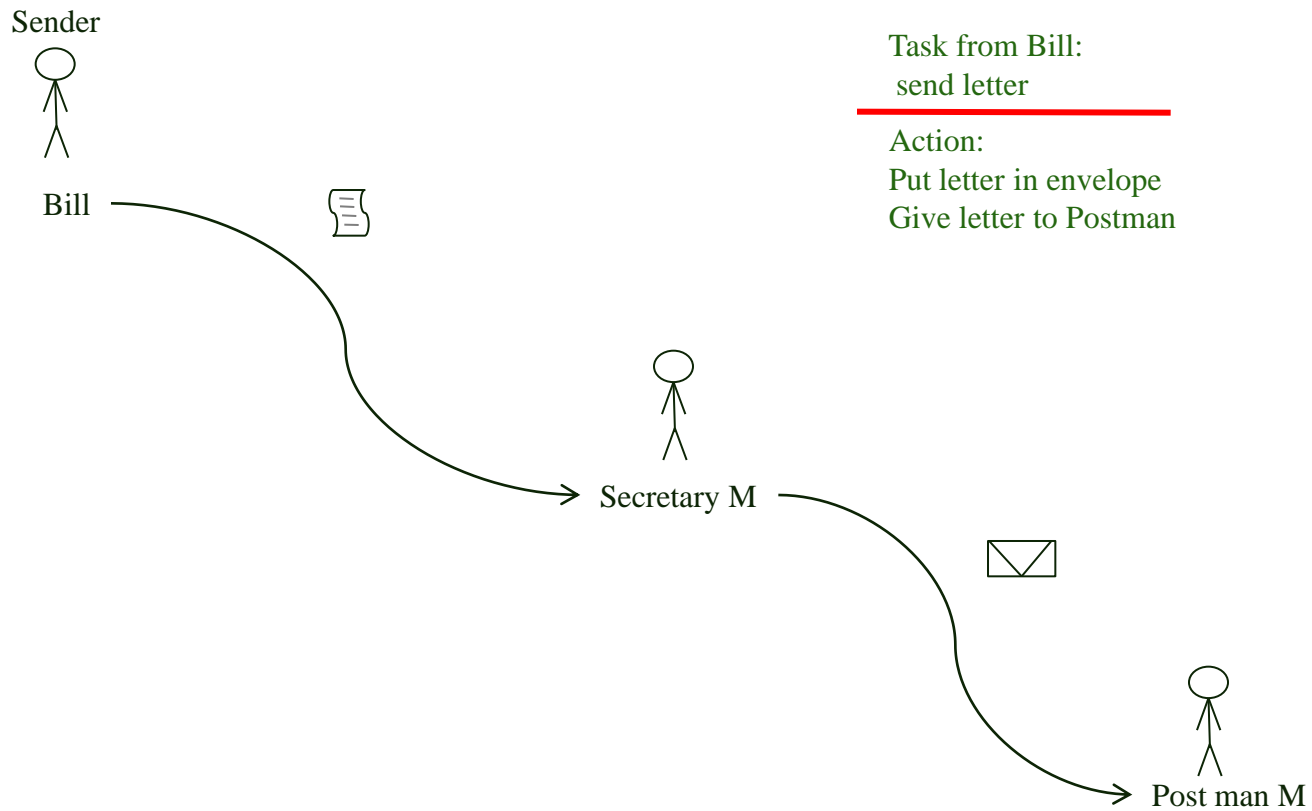 Sender
Bill
Task from Bill:
send letter
Action:
Put letter in envelope
Give letter to Postman
Secretary M
Post man M